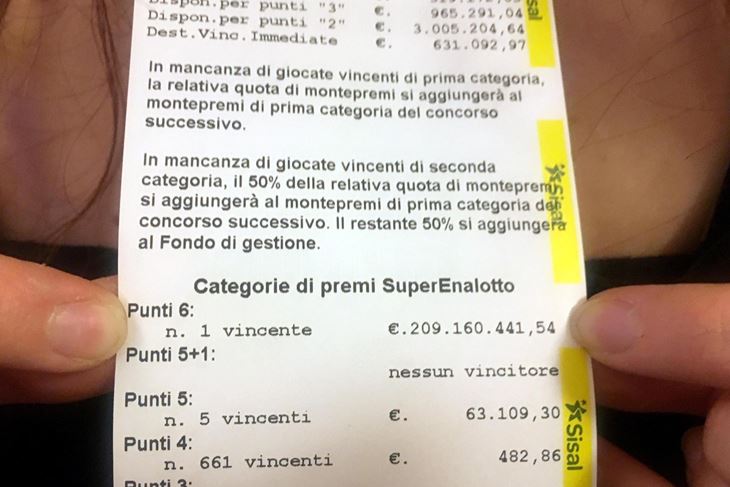 Dispon.per punti "3" €. 965.291,04
Dispon.per punti "2" €. 3.005.204,64
Dest.Vinc.Immediate €. 631.092,97
In mancanza di giocate vincenti di prima categoria,
la relativa quota di montepremi si aggiungerà al
montepremi di prima categoria del concorso
successivo.
In mancanza di giocate vincenti di seconda
categoria, il 50% della relativa quota di montepremi
si aggiungerà al montepremi di prima categoria del
concorso successivo. Il restante 50% si aggiungerà
al Fondo di gestione.
Categorie di premi SuperEnalotto
Punti 6:
n. 1 vincente €.209.160.441,54
Punti 5+1:
nessun vincitore
Punti 5:
n. 5 vincenti €. 63.109,30
Punti 4:
n. 661 vincenti €. 482,86
Punti 3:
sal
Sisal
Sisal